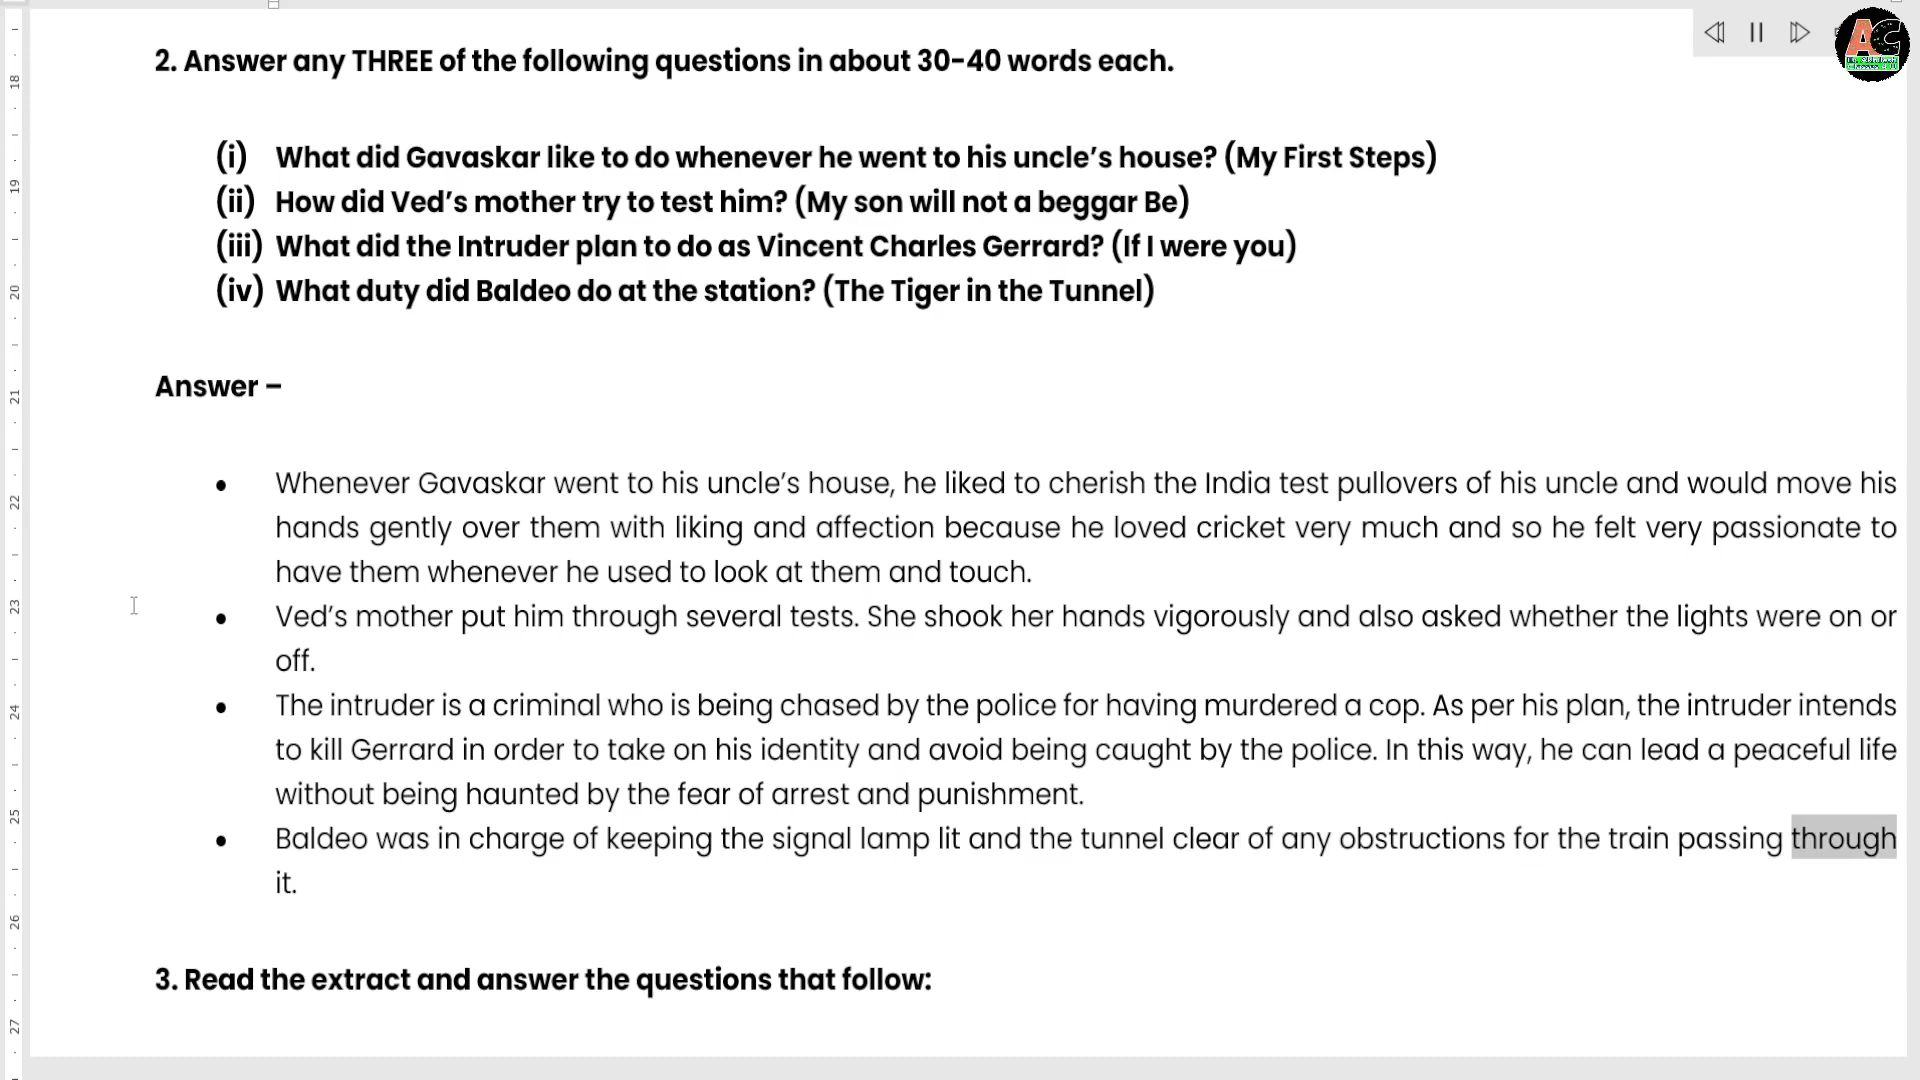 2. Answer any THREE of the following questions in about 30-40 words each.
(i) What did Gavaskar like to do whenever he went to his uncle's house? (My First Steps)
(ii) How did Ved's mother try to test him? (My son will not a beggar Be)
(iii) What did the Intruder plan to do as Vincent Charles Gerrard? (If I were you)
(iv) What duty did Baldeo do at the station? (The Tiger in the Tunnel)
Answer –
• Whenever Gavaskar went to his uncle's house, he liked to cherish the India test pullovers of his uncle and would move his
hands gently over them with liking and affection because he loved cricket very much and so he felt very passionate to
have them whenever he used to look at them and touch.
• Ved's mother put him through several tests. She shook her hands vigorously and also asked whether the lights were on or
off.
• The intruder is a criminal who is being chased by the police for having murdered a cop. As per his plan, the intruder intends
to kill Gerrard in order to take on his identity and avoid being caught by the police. In this way, he can lead a peaceful life
without being haunted by the fear of arrest and punishment.
• Baldeo was in charge of keeping the signal lamp lit and the tunnel clear of any obstructions for the train passing through
it.
3. Read the extract and answer the questions that follow:
18
19
20
21
22
23
24
25
26
27
AC